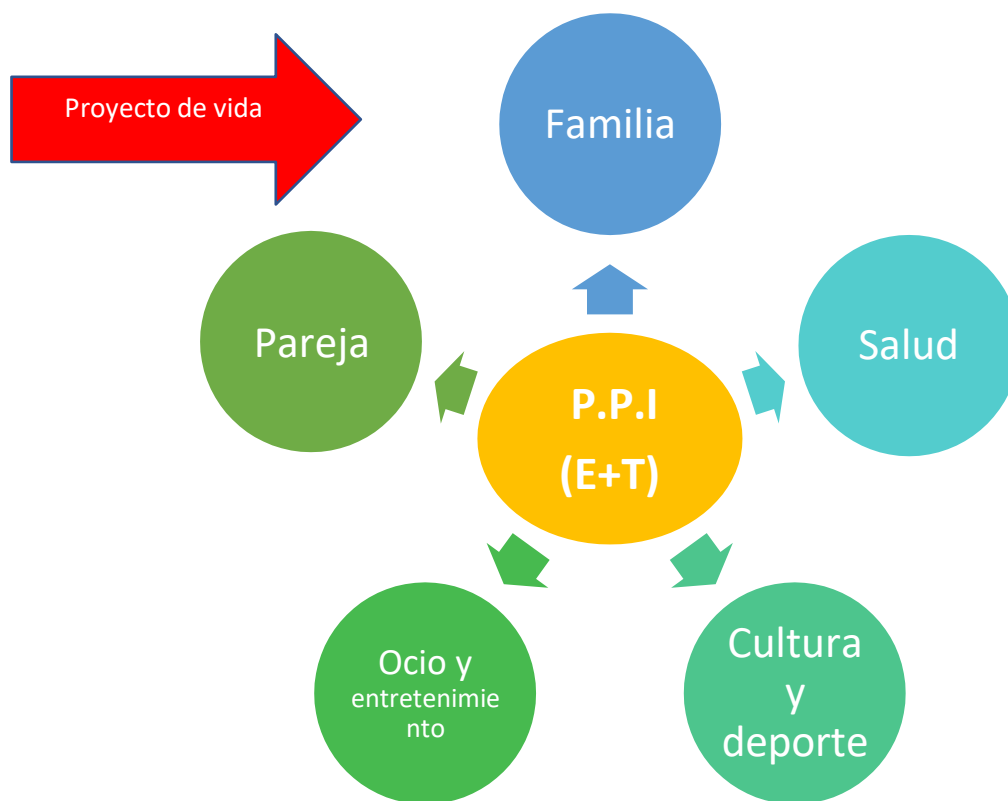 Proyecto de vida
Familia
Pareja
Salud
P.P.I
(E+T)
Ocio y
entretenimie
nto
Cultura
y
deporte